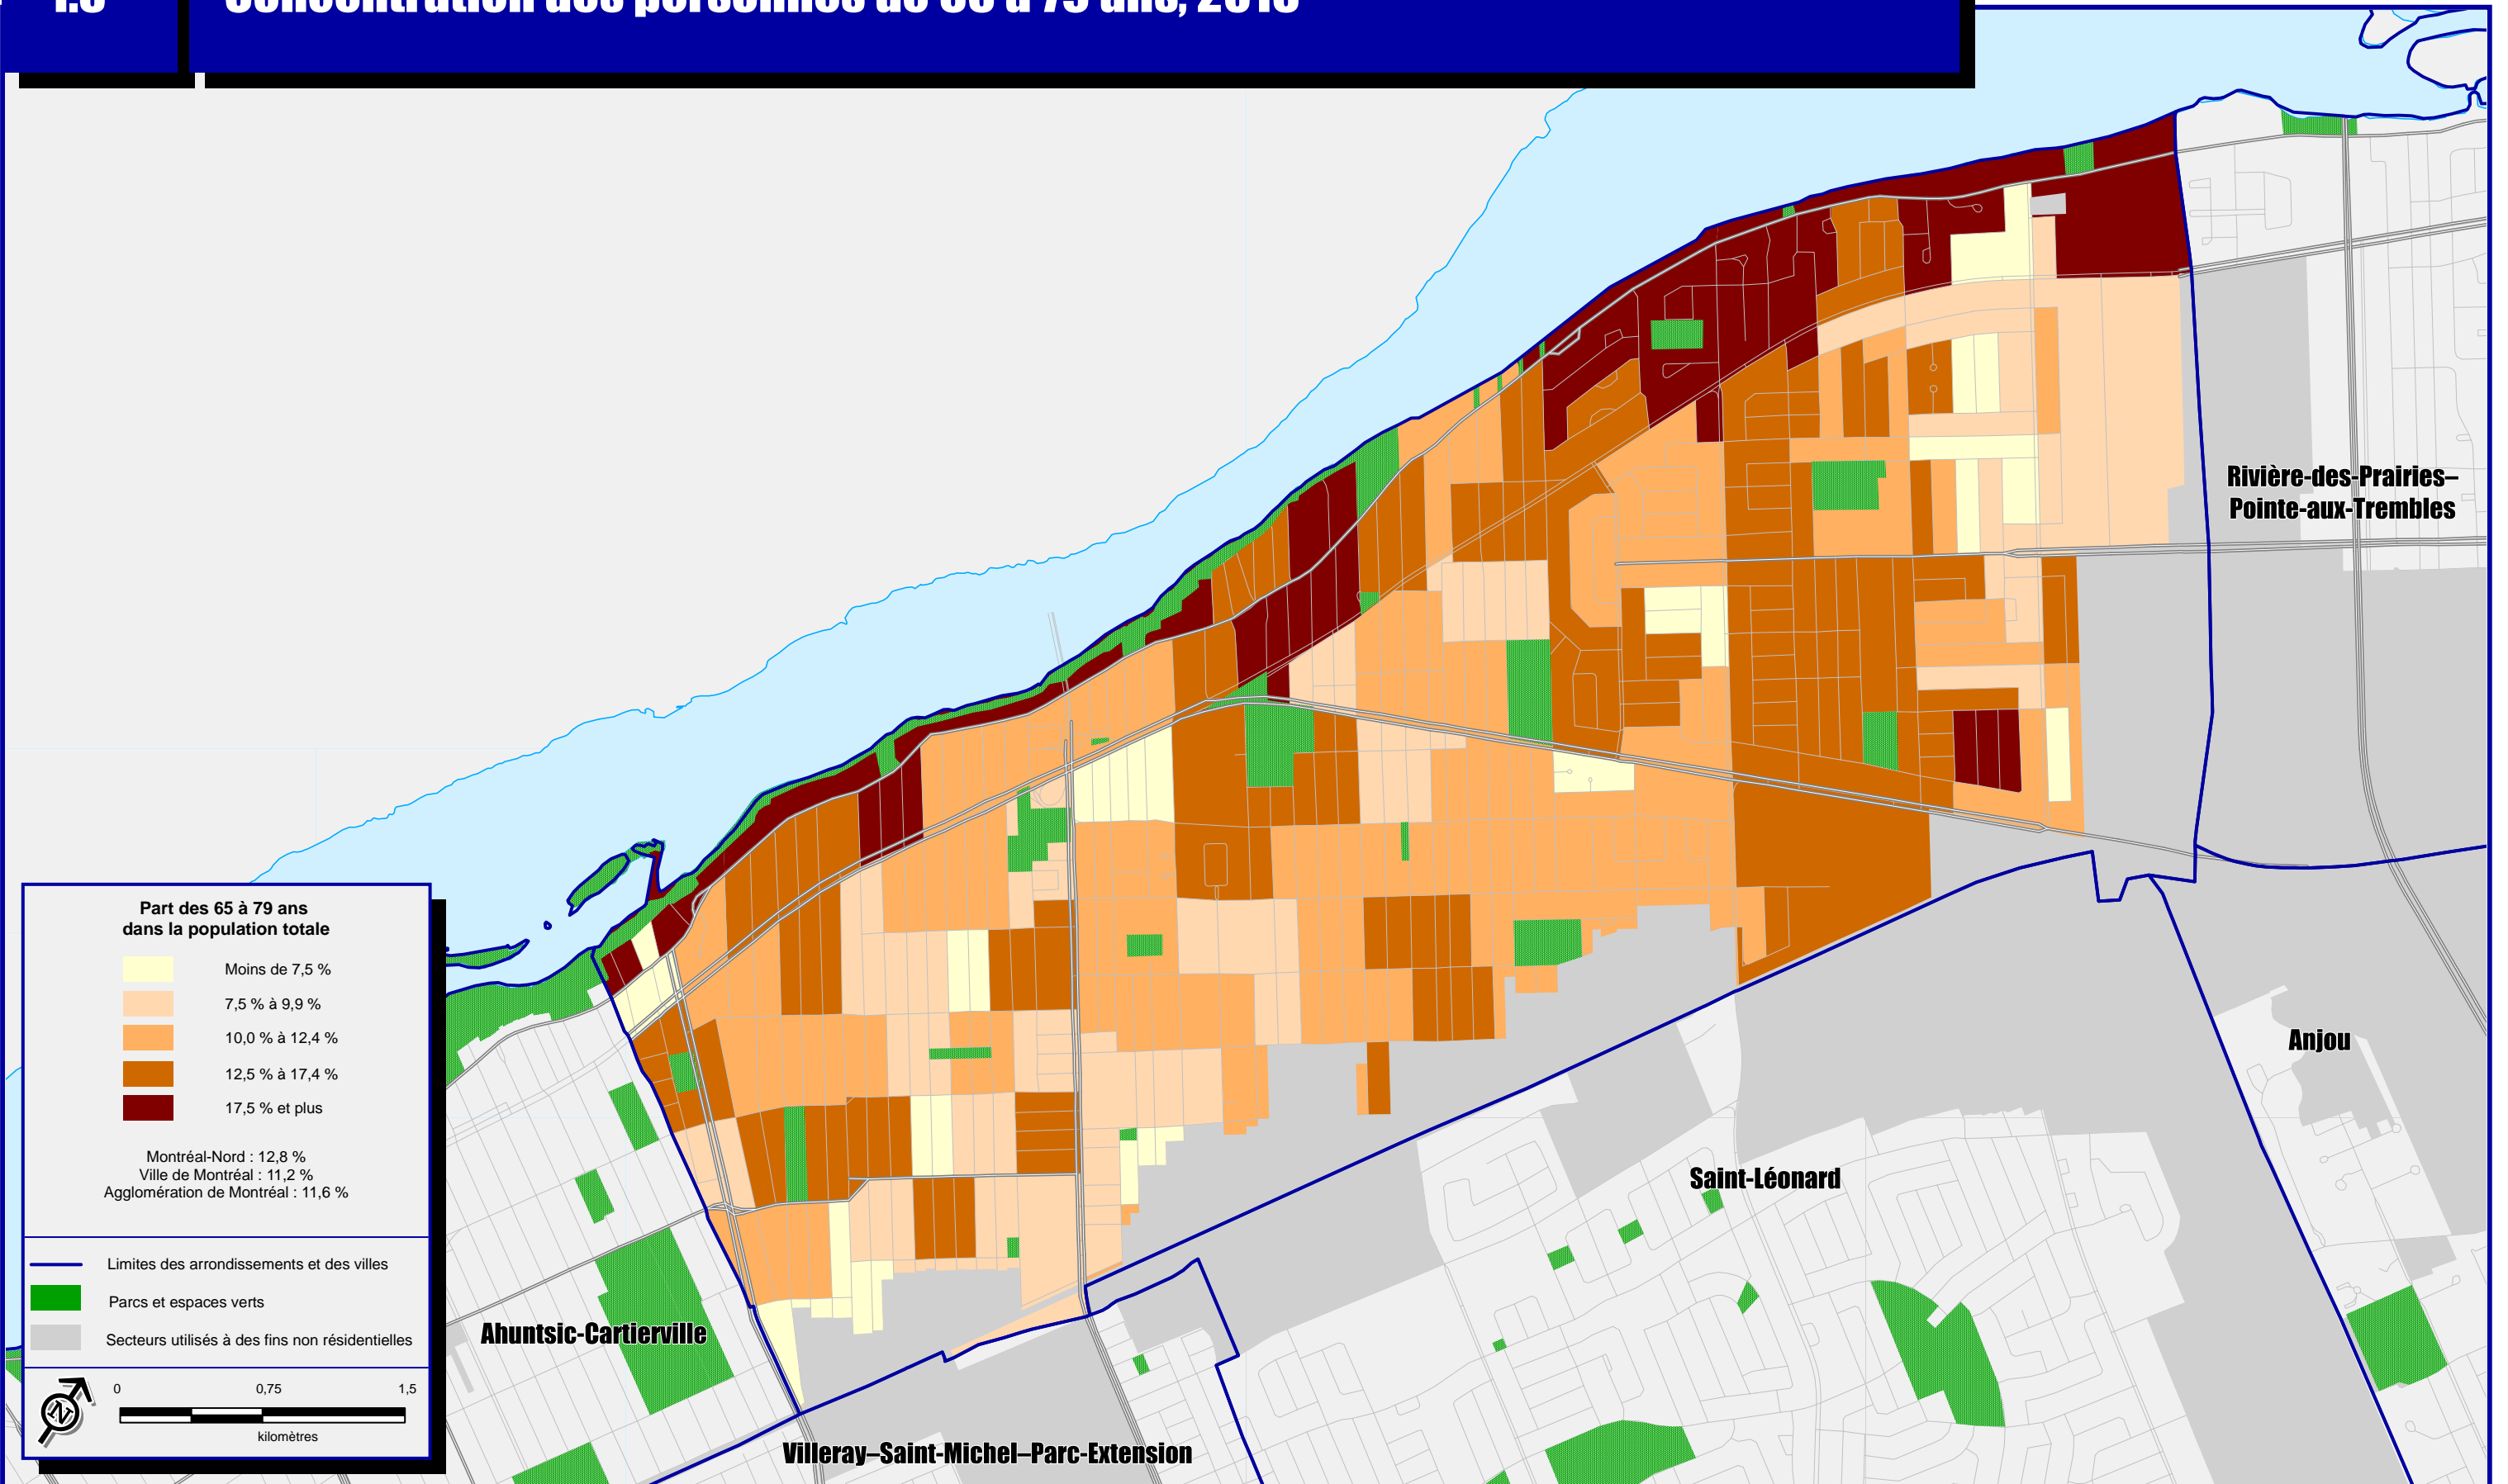 Rivière-des-Prairies–
Pointe-aux-Trembles
Part des 65 à 79 ans
dans la population totale
Moins de 7,5 %
7,5 % à 9,9 %
10,0 % à 12,4 %
12,5 % à 17,4 %
17,5 % et plus
Montréal-Nord : 12,8 %
Ville de Montréal : 11,2 %
Agglomération de Montréal : 11,6 %
Limites des arrondissements et des villes
Parcs et espaces verts
Secteurs utilisés à des fins non résidentielles
0 0,75 1,5
kilomètres
N
Anjou
Saint-Léonard
Ahuntsic-Cartierville
Villeray–Saint-Michel–Parc-Extension